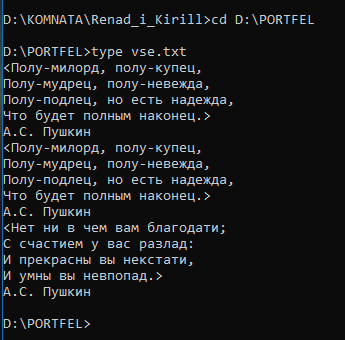 D:\KOMNATA\Renad_i_Kirill>cd D:\PORTFEL
D:\PORTFEL>type vse.txt
<Полу-милорд, полу-купец,
Полу-мудрец, полу-невежда,
Полу-подлец, но есть надежда,
Что будет полным наконец.>
А.С. Пушкин
<Полу-милорд, полу-купец,
Полу-мудрец, полу-невежда,
Полу-подлец, но есть надежда,
Что будет полным наконец.>
А.С. Пушкин
<Нет ни в чем вам благодати;
С счастием у вас разлад:
И прекрасны вы некстати,
И умны вы невпопад.>
А.С. Пушкин
D:\PORTFEL>